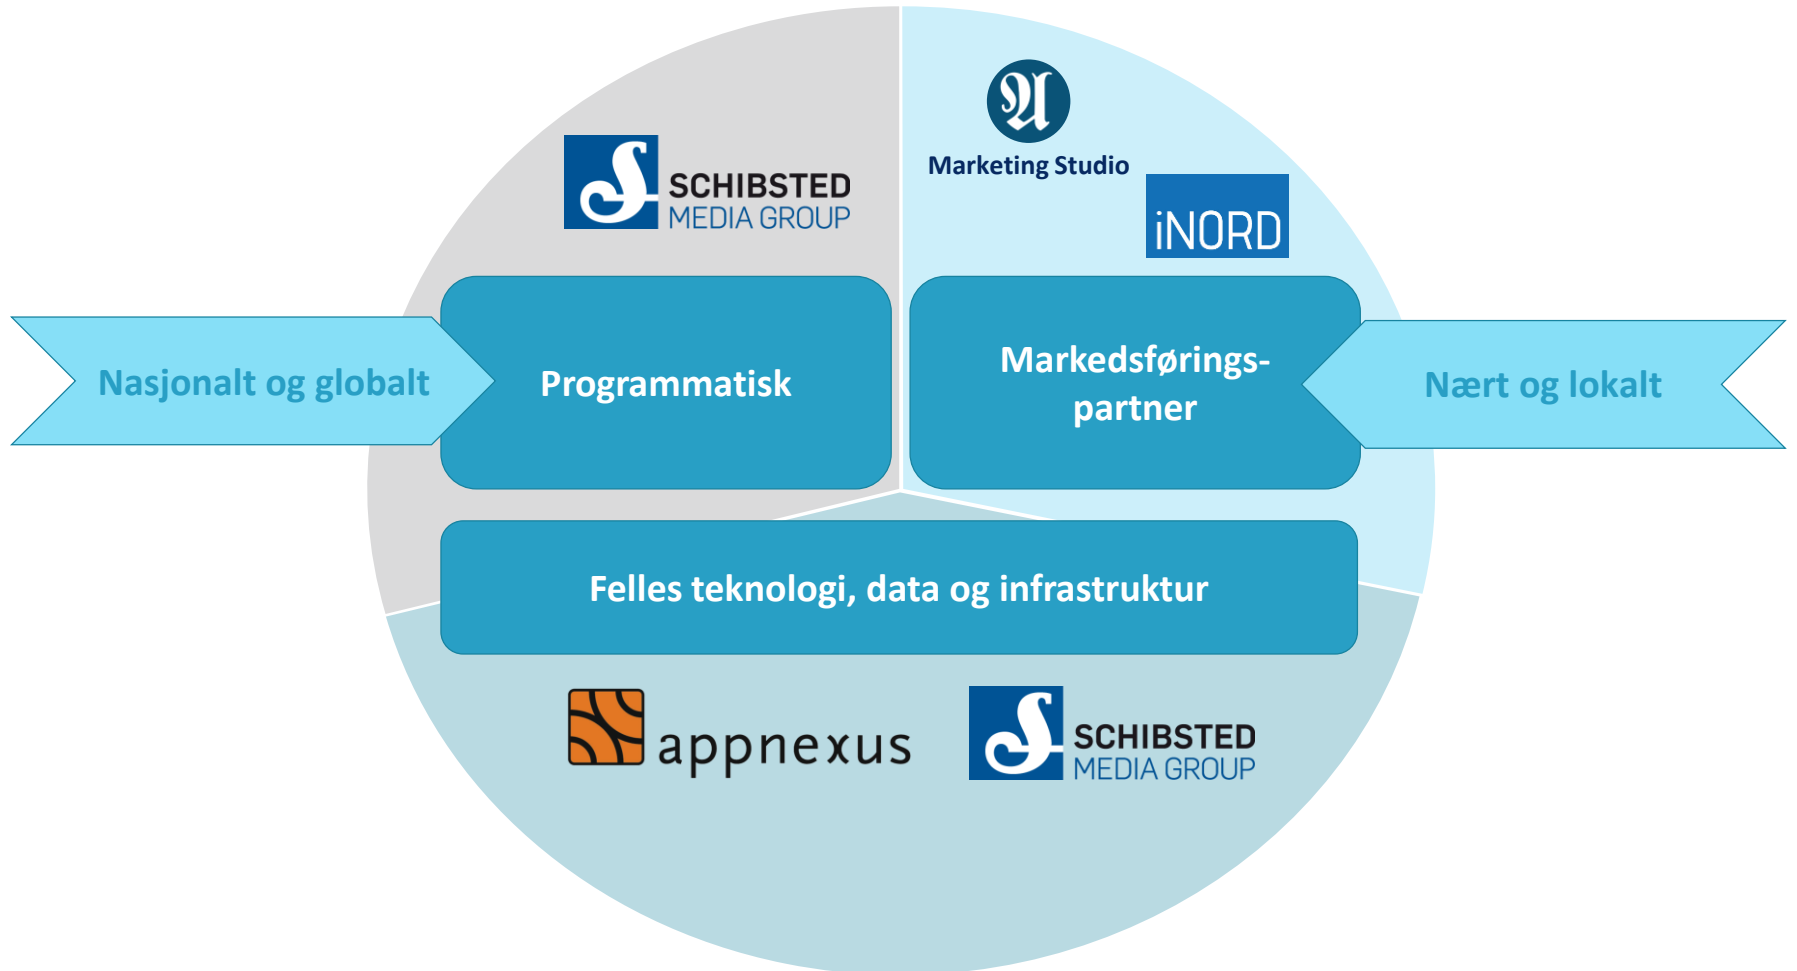 A
Marketing Studio
SCHIBSTED
MEDIA GROUP
iNORD
Nasjonalt og globalt
Programmatisk
Markedsførings-
partner
Nært og lokalt
Felles teknologi, data og infrastruktur
appnexus
SCHIBSTED
MEDIA GROUP